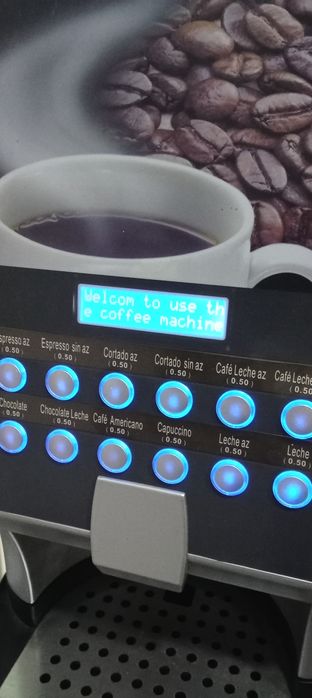 Welcom to use th
e coffee machine
Espresso sin az
Cortado az
Cortado sin az
Café Leche az
Café Leche
(0.50)
(0.50)
(0.50)
(0.50)
(0.50)
(0.50)
Chocolate
Chocolate Leche
Café Americano
Capuccino
Leche az
Leche
(0.50)
(0.50)
(0.50)
(0.50)
(0.50)
(0.50)